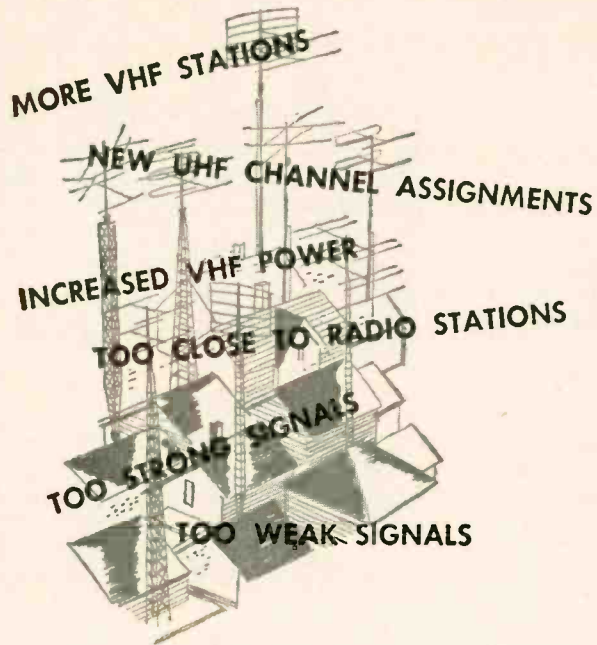 MORE VHF STATIONS
NEW UHF CHANNEL ASSIGNMENTS
INCREASED VHF POWER
TOO CLOSE TO RADIO STATIONS
TOO STRONG SIGNALS
TOO WEAK SIGNALS